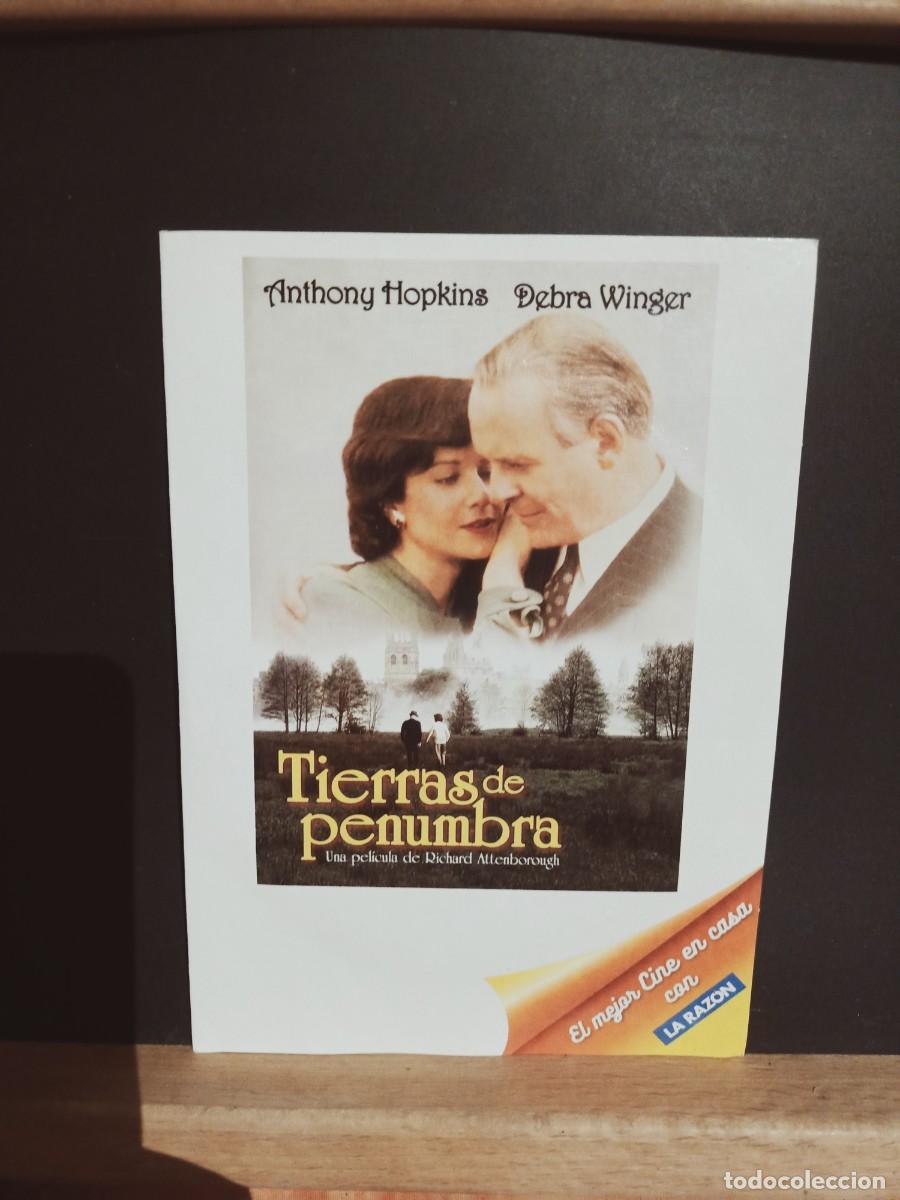 Anthony Hopkins Debra Winger
Tierras de
penumbra
Una película de Richard Attenborough
El mejor Cine en casa
con
LA RAZON
todocoleccion